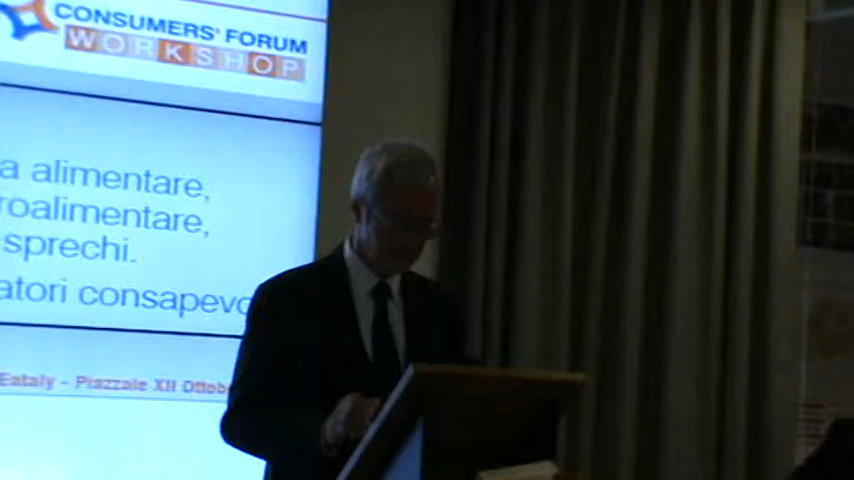 CONSUMERS' FORUM
WORKSHOP
a alimentare,
roalimentare,
sprechi.
atori consapevo
Eataly - Piazzale XII Ottob